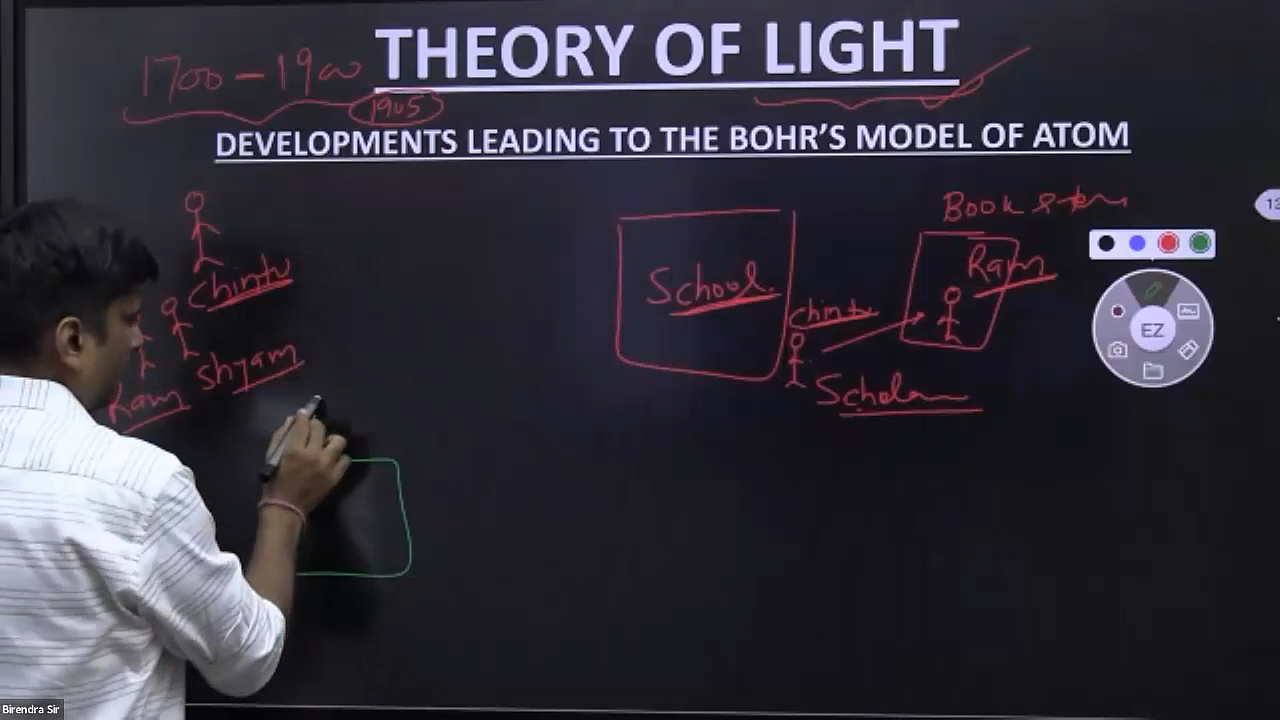 THEORY OF LIGHT
1700 - 1900
1905
DEVELOPMENTS LEADING TO THE BOHR'S MODEL OF ATOM
Chintu
Shyam
Ram
School
Chintu
Book
Ram
EZ
Birendra Sir